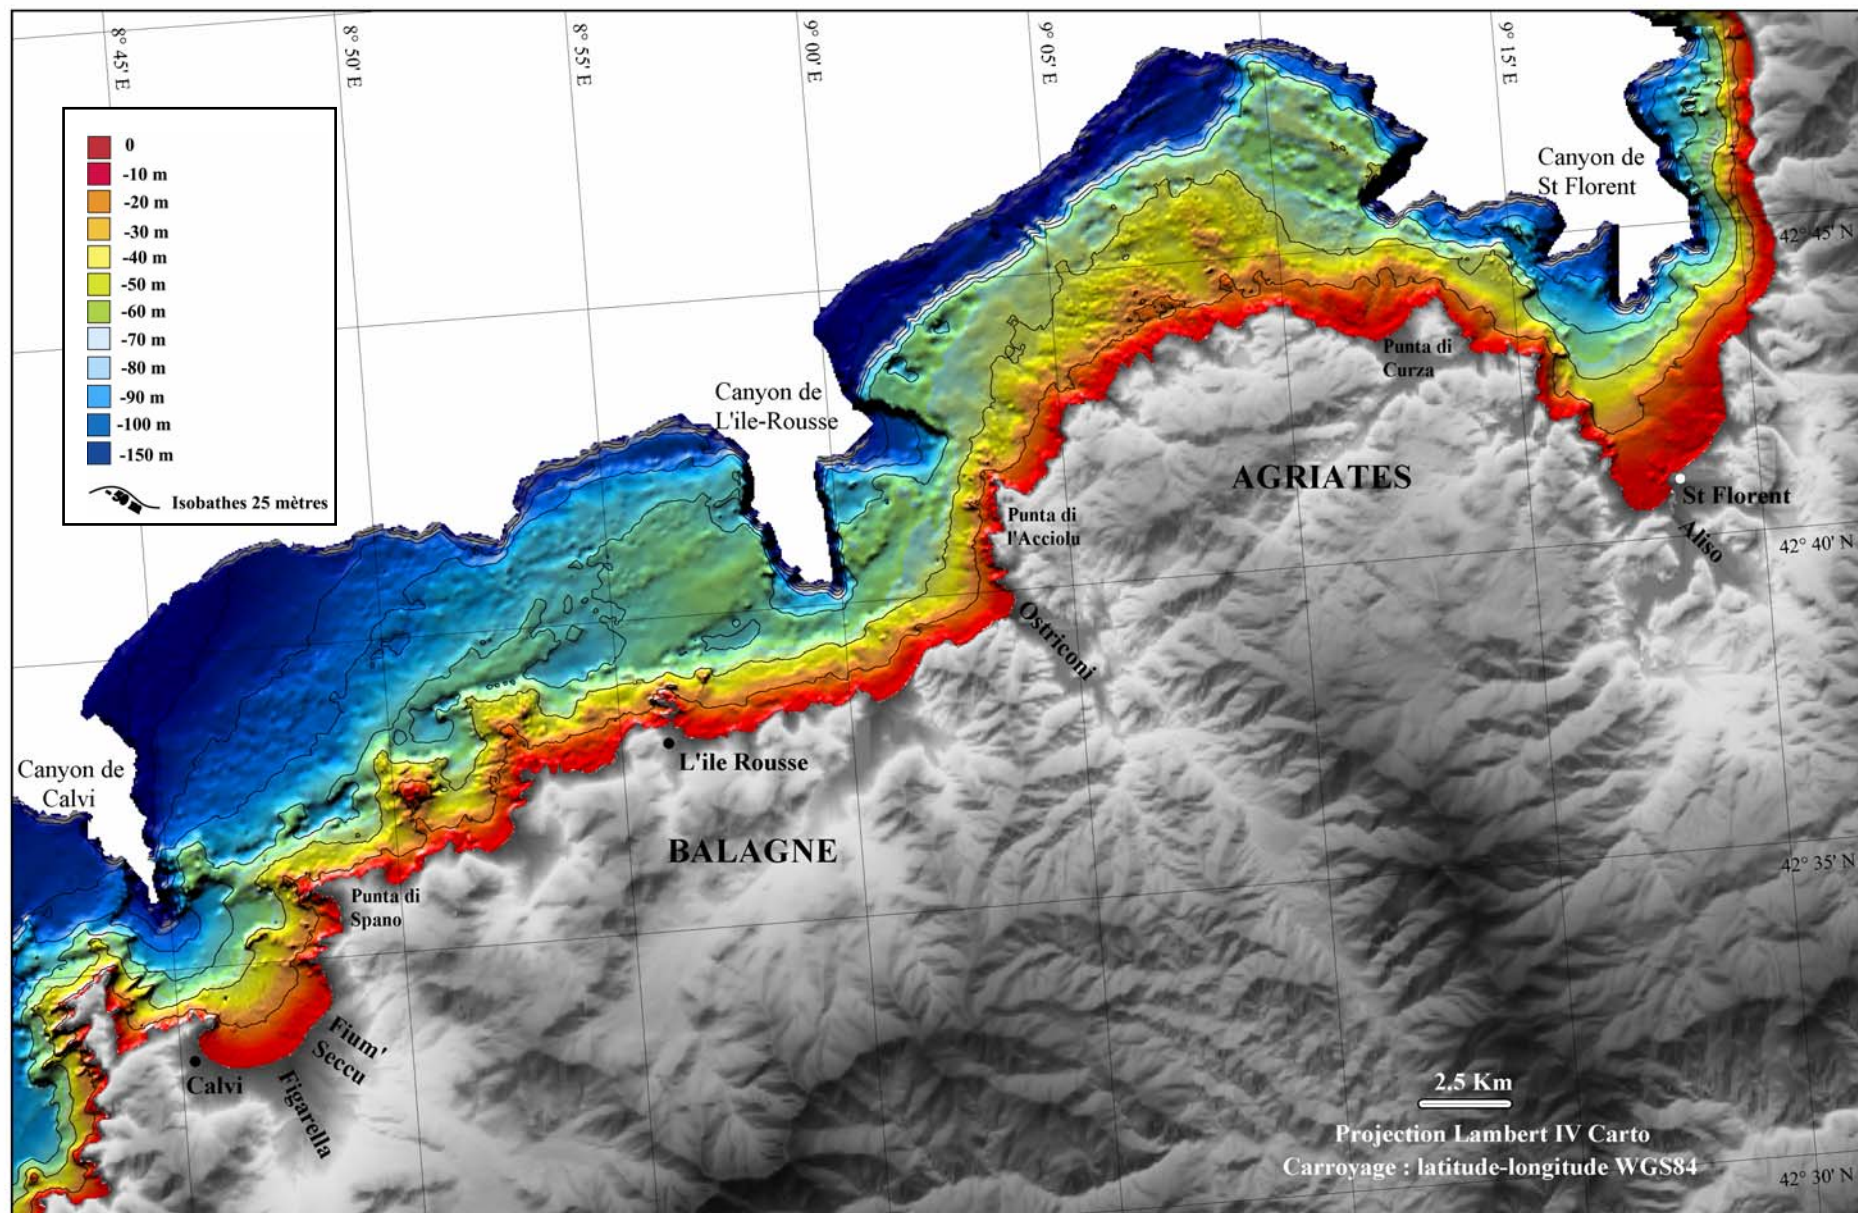 8° 45' E
8° 50' E
8° 55' E
9° 00' E
9° 05' E
9° 15' E
0
-10 m
-20 m
-30 m
-40 m
-50 m
-60 m
-70 m
-80 m
-90 m
-100 m
-150 m
-50 m
Isobathes 25 mètres
Canyon de
St Florent
42° 45' N
Punta di
Curza
Canyon de
L'ile-Rousse
AGRIATES
St Florent
Punta di
l'Acciolu
Aliso
42° 40' N
Ostriconi
L'ile Rousse
Canyon de
Calvi
BALAGNE
42° 35' N
Punta di
Spano
Fium'
Seccu
Calvi
Figarella
2.5 Km
Projection Lambert IV Carto
Carroyage : latitude-longitude WGS84
42° 30' N